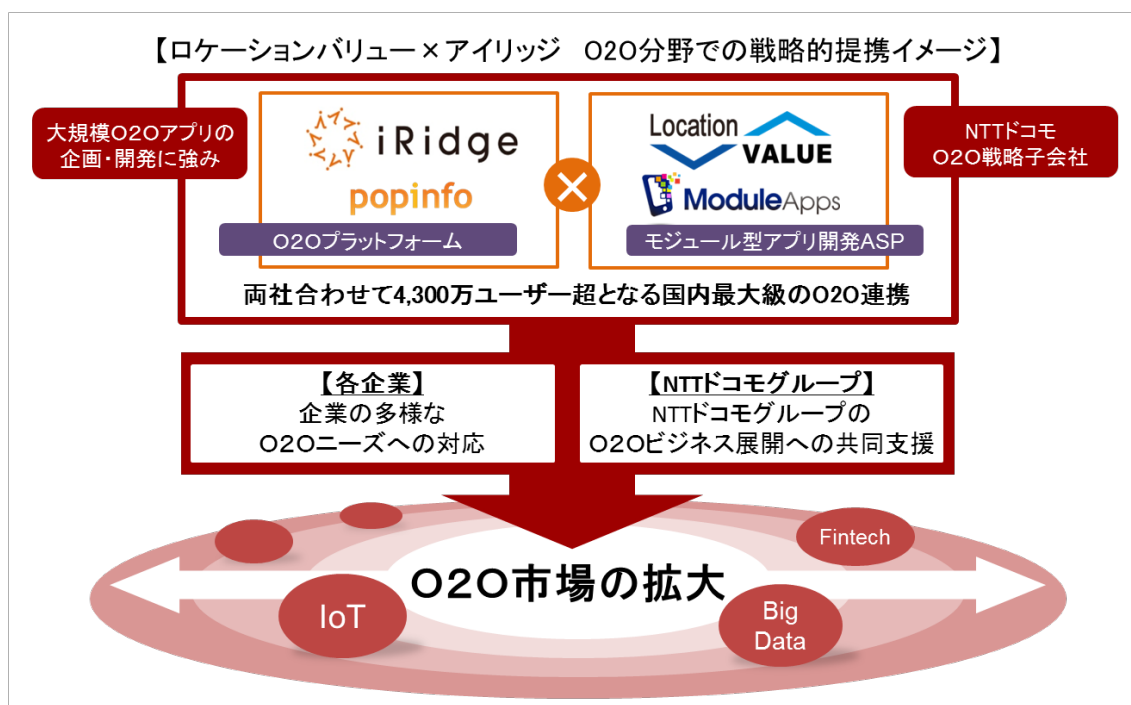 【ロケーションバリュー×アイリッジ　O2O分野での戦略的提携イメージ】
大規模O2Oアプリの
企画・開発に強み
iRidge
popinfo
O2Oプラットフォーム
×
Location
VALUE
ModuleApps
モジュール型アプリ開発ASP
NTTドコモ
O2O戦略子会社
両社合わせて4,300万ユーザー超となる国内最大級のO2O連携
【各企業】
企業の多様な
O2Oニーズへの対応
【NTTドコモグループ】
NTTドコモグループの
O2Oビジネス展開への共同支援
Fintech
O2O市場の拡大
IoT
Big
Data